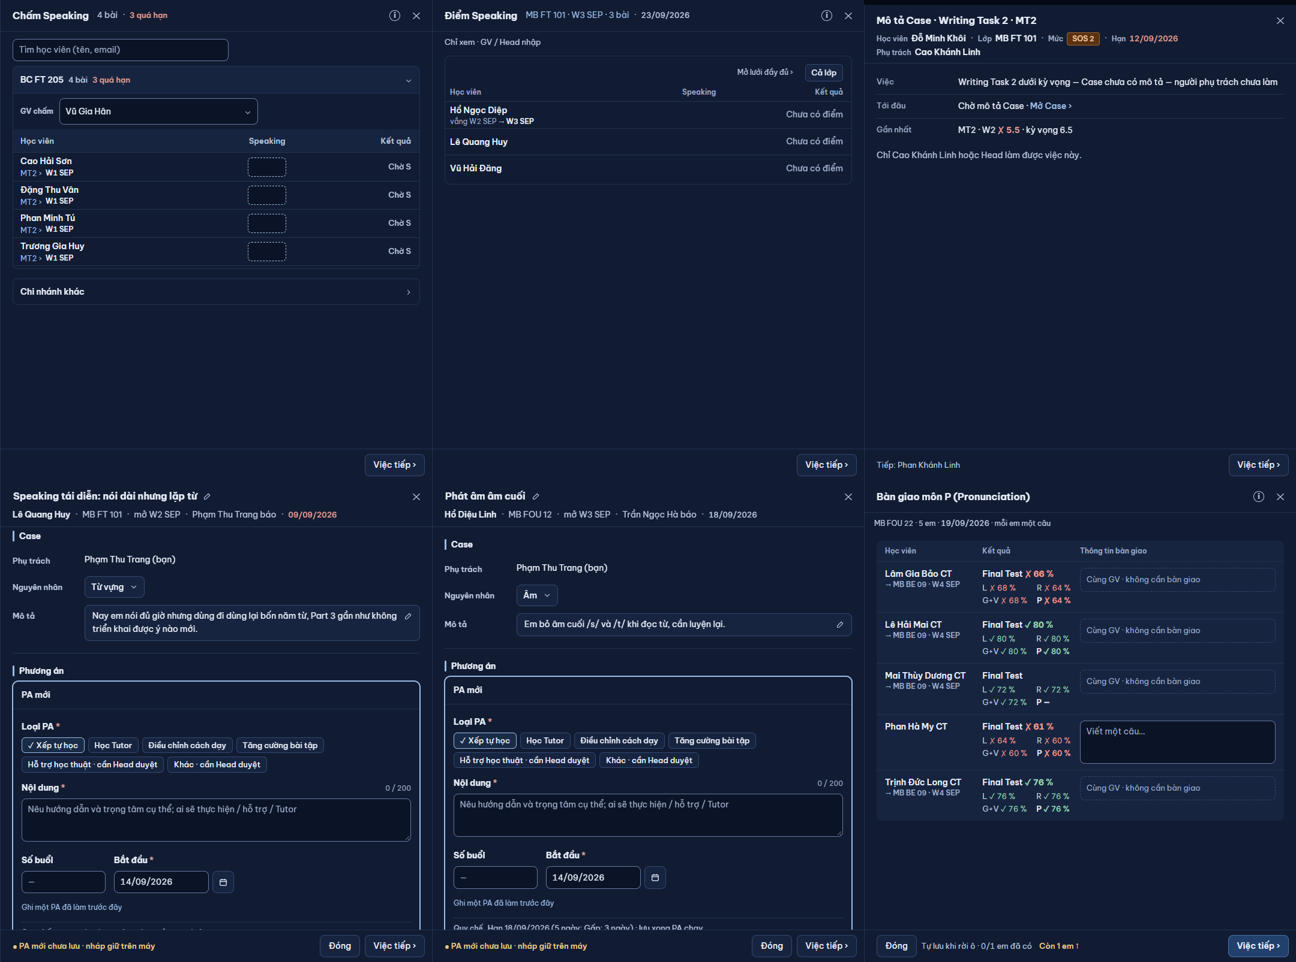 Chấm Speaking 4 bài · 3 quá hạn
Tìm học viên (tên, email)
BC FT 205 4 bài 3 quá hạn
GV chấm Vũ Gia Hân
Học viên Speaking Kết quả
Cao Hải Sơn
MT2 › W1 SEP
Chờ S
Đặng Thu Vân
MT2 › W1 SEP
Chờ S
Phan Minh Tú
MT2 › W1 SEP
Chờ S
Trương Gia Huy
MT2 › W1 SEP
Chờ S
Chi nhánh khác
Việc tiếp ›
Điểm Speaking MB FT 101 · W3 SEP · 3 bài · 23/09/2026
Chỉ xem · GV / Head nhập
Mở lưới đầy đủ › Cả lớp
Học viên Speaking Kết quả
Hồ Ngọc Diệp
vắng W2 SEP → W3 SEP
Chưa có điểm
Lê Quang Huy Chưa có điểm
Vũ Hải Đăng Chưa có điểm
Việc tiếp ›
Mô tả Case · Writing Task 2 · MT2
Học viên Đỗ Minh Khôi · Lớp MB FT 101 · Mức SOS 2 · Hạn 12/09/2026
Phụ trách Cao Khánh Linh
Việc Writing Task 2 dưới kỳ vọng — Case chưa có mô tả — người phụ trách chưa làm
Tới đâu Chờ mô tả Case · Mở Case ›
Gần nhất MT2 · W2 ✗ 5.5 · kỳ vọng 6.5
Chỉ Cao Khánh Linh hoặc Head làm được việc này.
Tiếp: Phan Khánh Linh Việc tiếp ›
Speaking tái diễn: nói dài nhưng lặp từ
Lê Quang Huy · MB FT 101 · mở W2 SEP · Phạm Thu Trang báo · 09/09/2026
Case
Phụ trách Phạm Thu Trang (bạn)
Nguyên nhân Từ vựng
Mô tả Nay em nói đủ giờ nhưng dùng đi dùng lại bốn năm từ, Part 3 gần như không
triển khai được ý nào mới.
Phương án
PA mới
Loại PA *
✓ Xếp tự học Học Tutor Điều chỉnh cách dạy Tăng cường bài tập
Hỗ trợ học thuật · cần Head duyệt Khác · cần Head duyệt
Nội dung * 0 / 200
Nêu hướng dẫn và trọng tâm cụ thể; ai sẽ thực hiện / hỗ trợ / Tutor
Số buổi Bắt đầu *
— 14/09/2026
Ghi một PA đã làm trước đây
● PA mới chưa lưu · nháp giữ trên máy Đóng Việc tiếp ›
Phát âm âm cuối
Hồ Diệu Linh · MB FOU 12 · mở W3 SEP · Trần Ngọc Hà báo · 18/09/2026
Case
Phụ trách Phạm Thu Trang (bạn)
Nguyên nhân Âm
Mô tả Em bỏ âm cuối /s/ và /t/ khi đọc từ, cần luyện lại.
Phương án
PA mới
Loại PA *
✓ Xếp tự học Học Tutor Điều chỉnh cách dạy Tăng cường bài tập
Hỗ trợ học thuật · cần Head duyệt Khác · cần Head duyệt
Nội dung * 0 / 200
Nêu hướng dẫn và trọng tâm cụ thể; ai sẽ thực hiện / hỗ trợ / Tutor
Số buổi Bắt đầu *
— 14/09/2026
Ghi một PA đã làm trước đây
Quy chế Hạn 18/09/2026 (5 ngày; Gấp: 3 ngày) · lưu xong PA chạy
● PA mới chưa lưu · nháp giữ trên máy Đóng Việc tiếp ›
Bàn giao môn P (Pronunciation)
MB FOU 22 · 5 em · 19/09/2026 · mỗi em một câu
Học viên Kết quả Thông tin bàn giao
Lâm Gia Bảo CT
→ MB BE 09 · W4 SEP
Final Test ✗ 66 %
L ✗ 68 % R ✗ 64 %
G+V ✗ 68 % P ✗ 64 %
Cùng GV · không cần bàn giao
Lê Hải Mai CT
→ MB BE 09 · W4 SEP
Final Test ✓ 80 %
L ✓ 80 % R ✓ 80 %
G+V ✓ 80 % P ✓ 80 %
Cùng GV · không cần bàn giao
Mai Thùy Dương CT
→ MB BE 09 · W4 SEP
Final Test
L ✓ 72 % R ✓ 72 %
G+V ✓ 72 % P —
Cùng GV · không cần bàn giao
Phan Hà My CT
Final Test ✗ 61 %
L ✗ 64 % R ✗ 60 %
G+V ✗ 60 % P ✗ 60 %
Viết một câu...
Trịnh Đức Long CT
→ MB BE 09 · W4 SEP
Final Test ✓ 76 %
L ✓ 76 % R ✓ 76 %
G+V ✓ 76 % P ✓ 76 %
Cùng GV · không cần bàn giao
Đóng Tự lưu khi rời ô · 0/1 em đã có Còn 1 em ↑ Việc tiếp ›